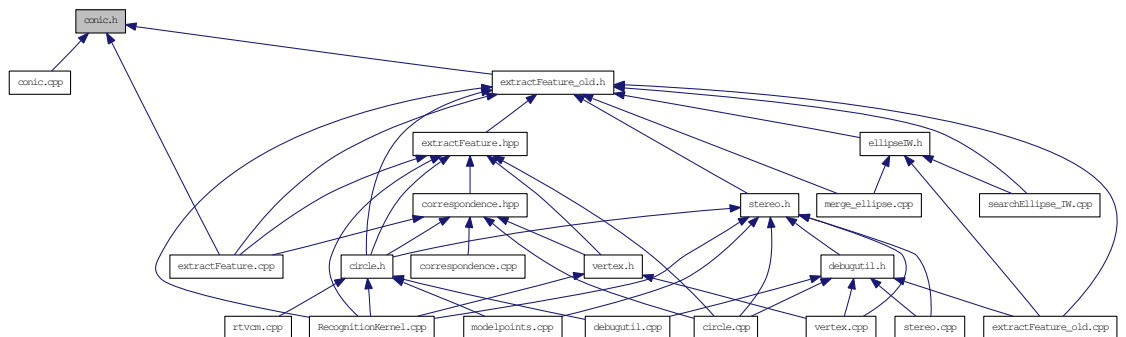 conic.h
conic.cpp
extractFeature_old.h
extractFeature.hpp
ellipseIW.h
correspondence.hpp
stereo.h
merge_ellipse.cpp
searchEllipse_IW.cpp
extractFeature.cpp
circle.h
correspondence.cpp
vertex.h
debugutil.h
rtvcm.cpp
RecognitionKernel.cpp
modelpoints.cpp
debugutil.cpp
circle.cpp
vertex.cpp
stereo.cpp
extractFeature_old.cpp